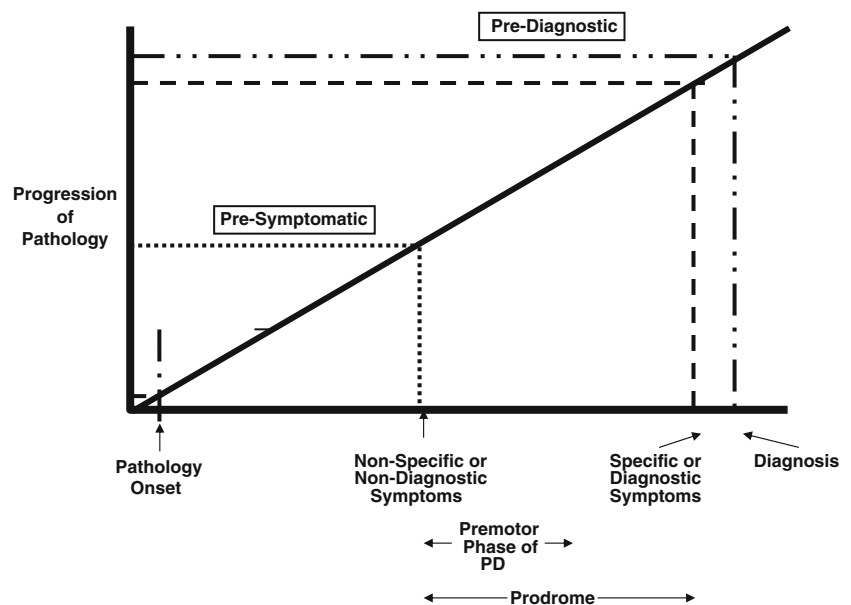 Pre-Diagnostic
Progression
of
Pathology
Pre-Symptomatic
Pathology
Onset
Non-Specific or
Non-Diagnostic
Symptoms
Specific or
Diagnostic
Symptoms
Diagnosis
Premotor
Phase of
PD
Prodrome